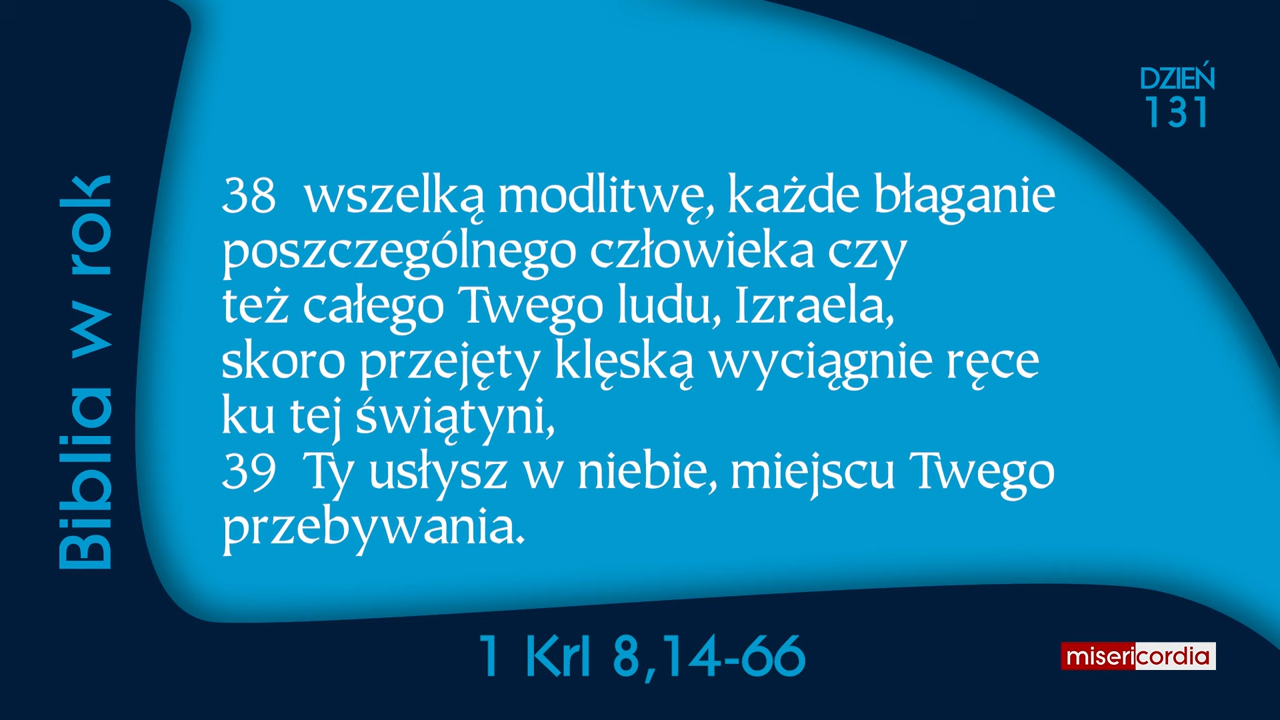 DZIEŃ
131
Biblia w rok
38 wszelką modlitwę, każde błaganie
poszczególnego człowieka czy
też całego Twego ludu, Izraela,
skoro przejęty klęską wyciągnie ręce
ku tej świątyni,
39 Ty usłysz w niebie, miejscu Twego
przebywania.
1 Krl 8,14-66
misericordia